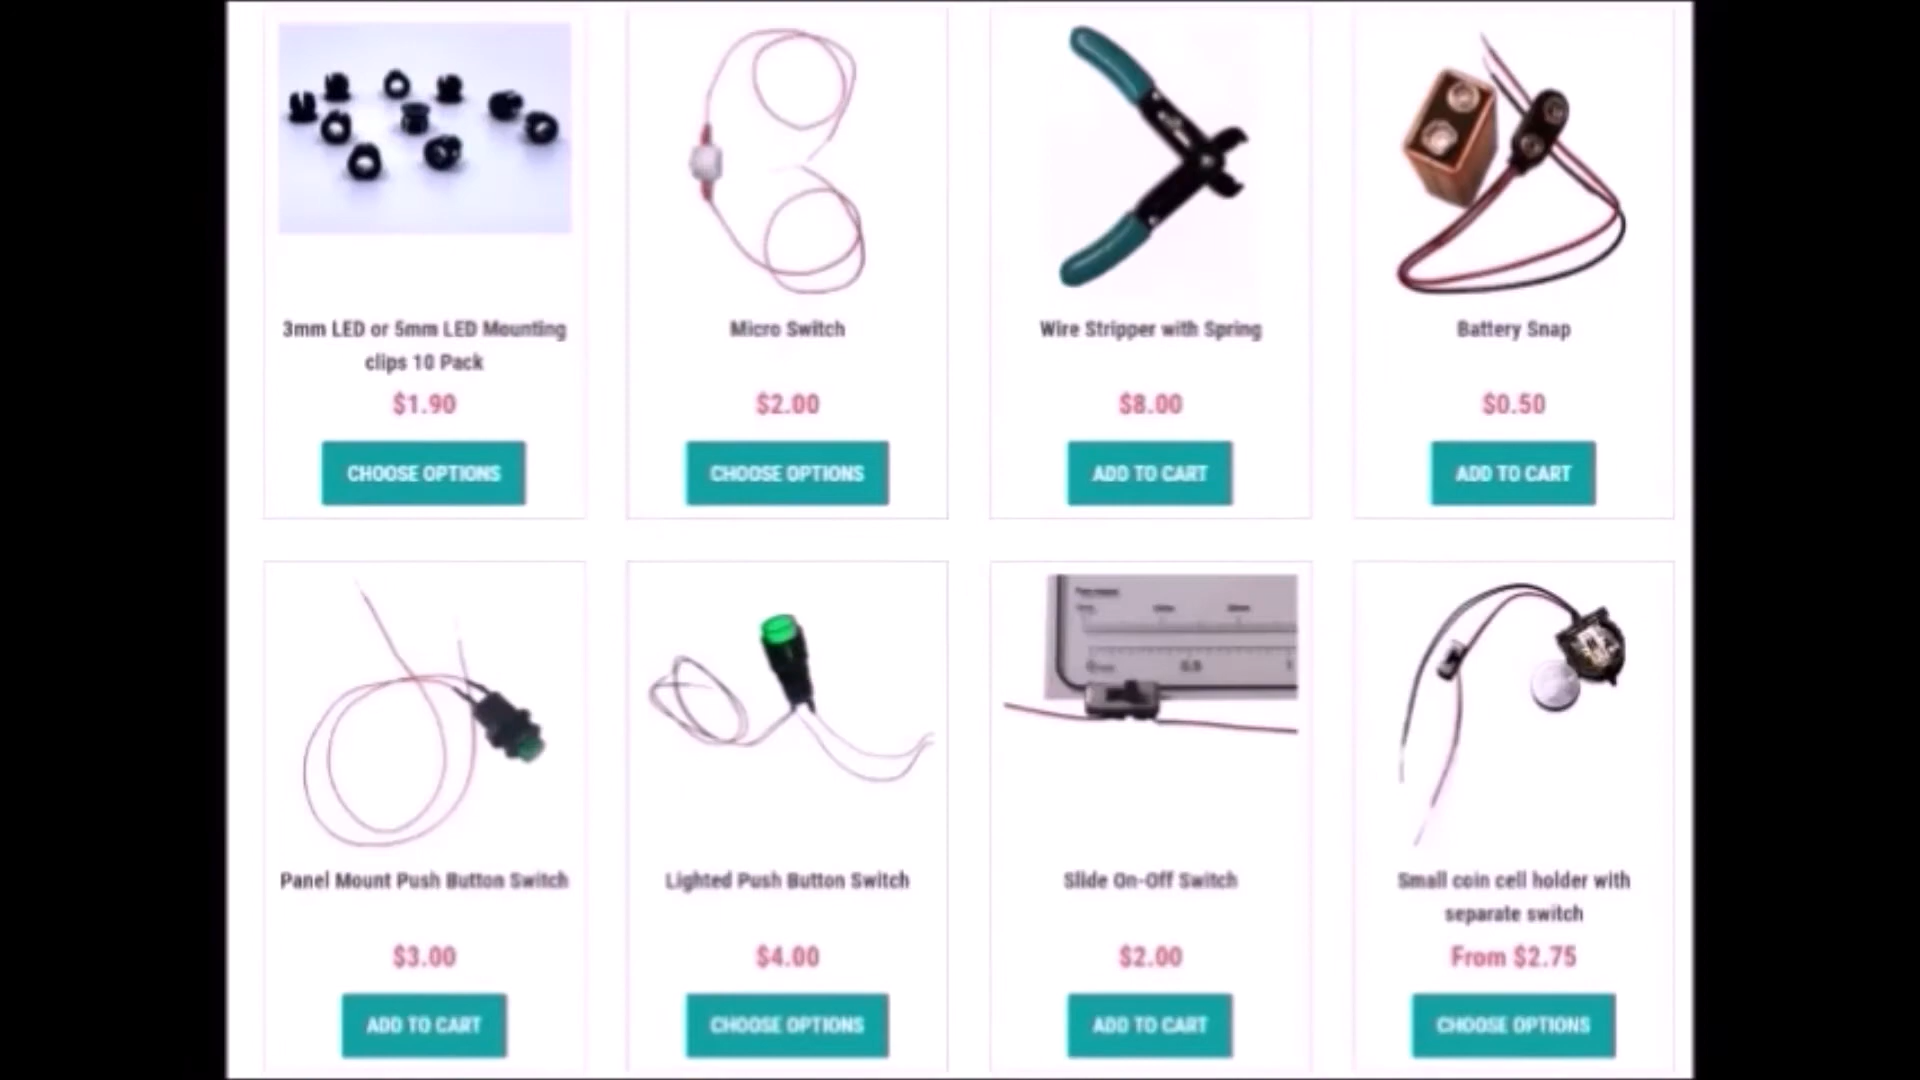 3mm LED or 5mm LED Mounting
clips 10 Pack
$1.90
CHOOSE OPTIONS
Micro Switch
$2.00
CHOOSE OPTIONS
Wire Stripper with Spring
$8.00
ADD TO CART
Battery Snap
$0.50
ADD TO CART
Panel Mount Push Button Switch
$3.00
ADD TO CART
Lighted Push Button Switch
$4.00
CHOOSE OPTIONS
0.5
1
Slide On-Off Switch
$2.00
ADD TO CART
Small coin cell holder with
separate switch
From $2.75
CHOOSE OPTIONS